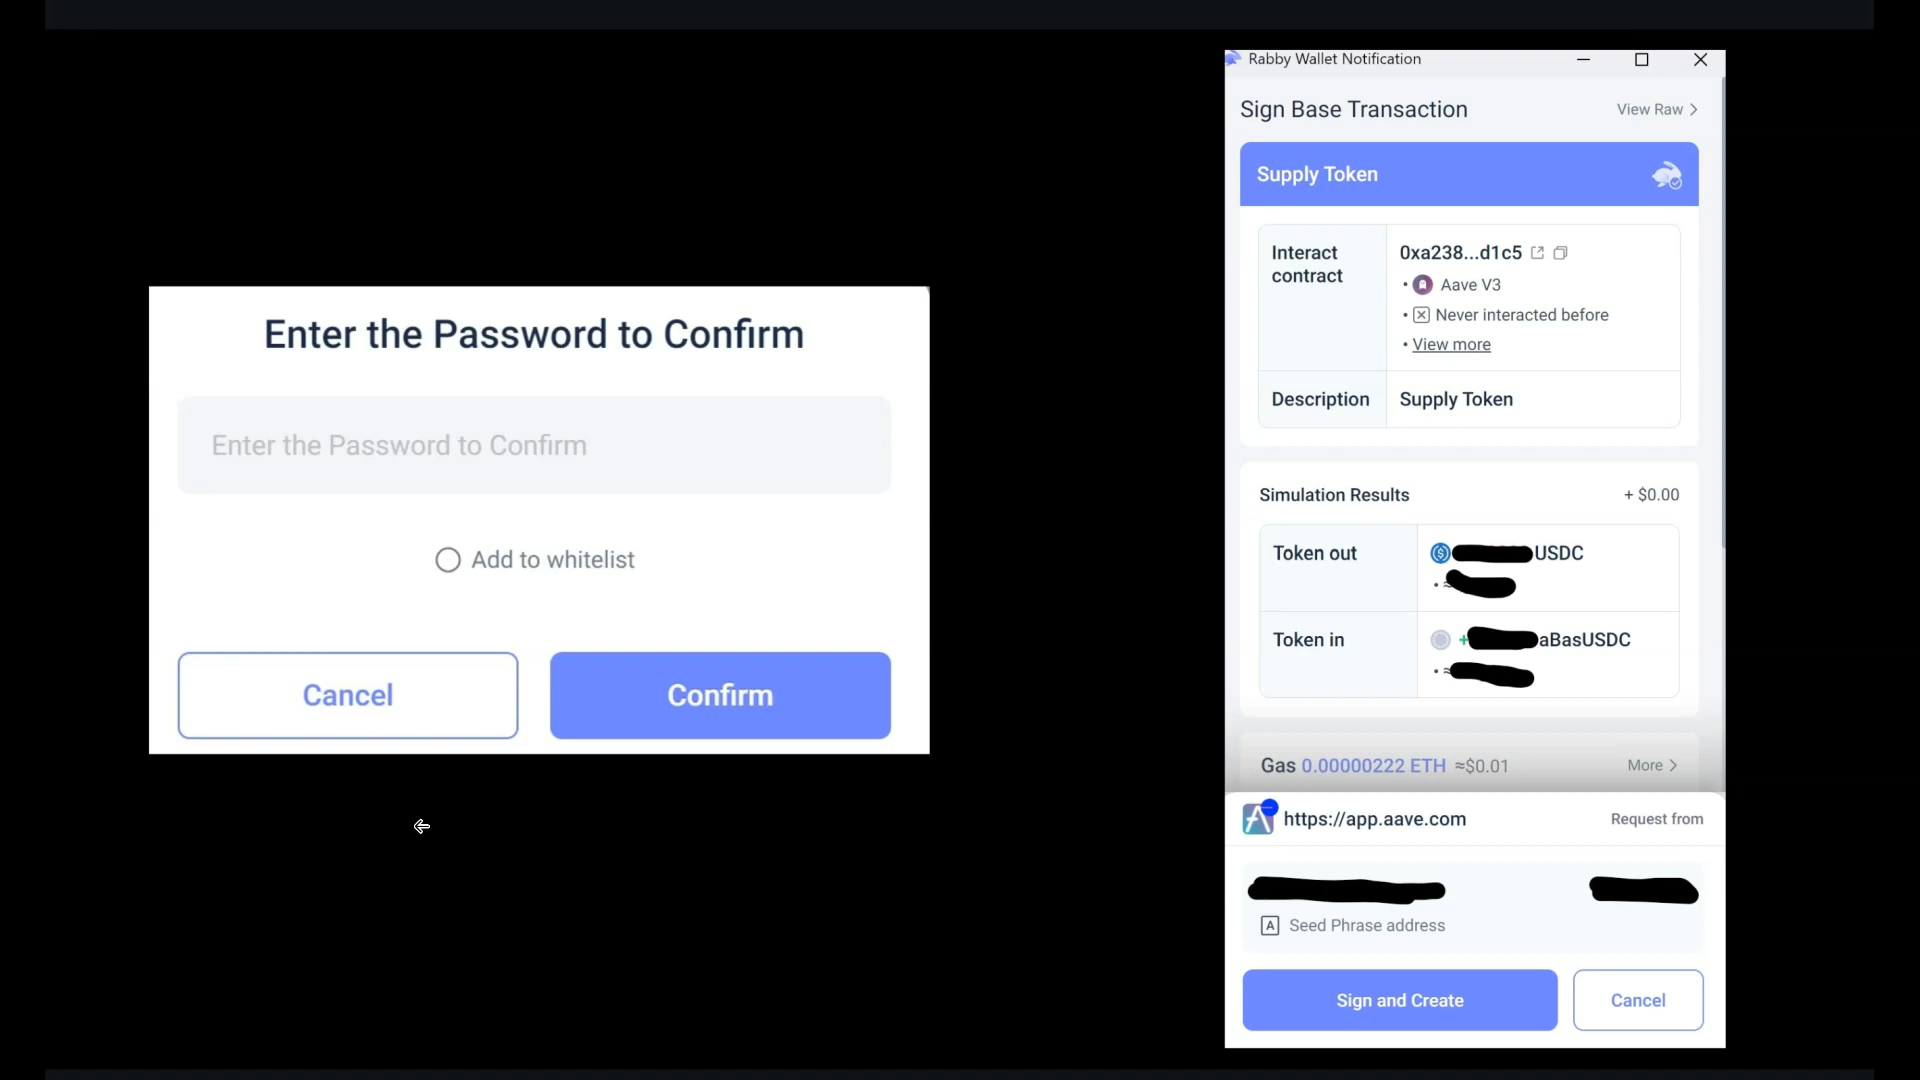 Enter the Password to Confirm
Enter the Password to Confirm
Add to whitelist
Cancel
Confirm
Rabby Wallet Notification
Sign Base Transaction
View Raw
Supply Token
Interact contract
0xa238...d1c5
Aave V3
Never interacted before
View more
Description
Supply Token
Simulation Results
+ $0.00
Token out
USDC
≈
Token in
+
aBasUSDC
≈
Gas 0.00000222 ETH ≈$0.01
More
https://app.aave.com
Request from
A Seed Phrase address
Sign and Create
Cancel